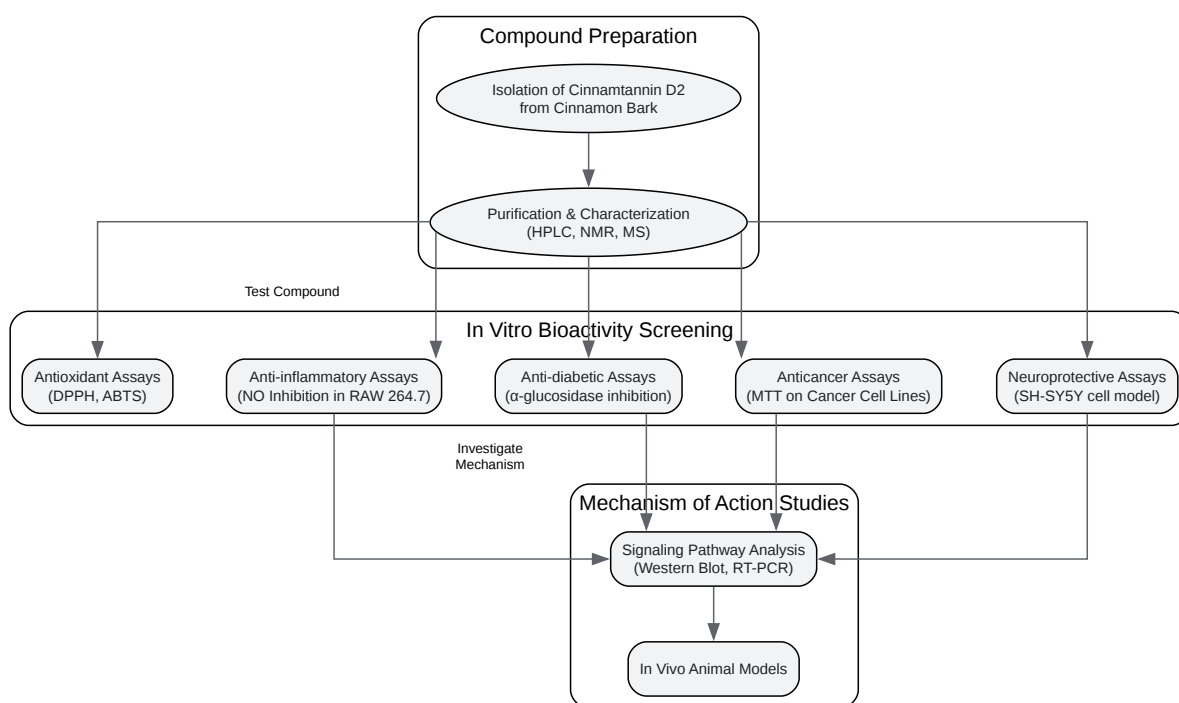 Compound Preparation
Isolation of Cinnamtannin D2
from Cinnamon Bark
Purification & Characterization
(HPLC, NMR, MS)
Test Compound
In Vitro Bioactivity Screening
Antioxidant Assays
(DPPH, ABTS)
Anti-inflammatory Assays
(NO Inhibition in RAW 264.7)
Anti-diabetic Assays
(α-glucosidase inhibition)
Anticancer Assays
(MTT on Cancer Cell Lines)
Neuroprotective Assays
(SH-SY5Y cell model)
Investigate
Mechanism
Mechanism of Action Studies
Signaling Pathway Analysis
(Western Blot, RT-PCR)
In Vivo Animal Models